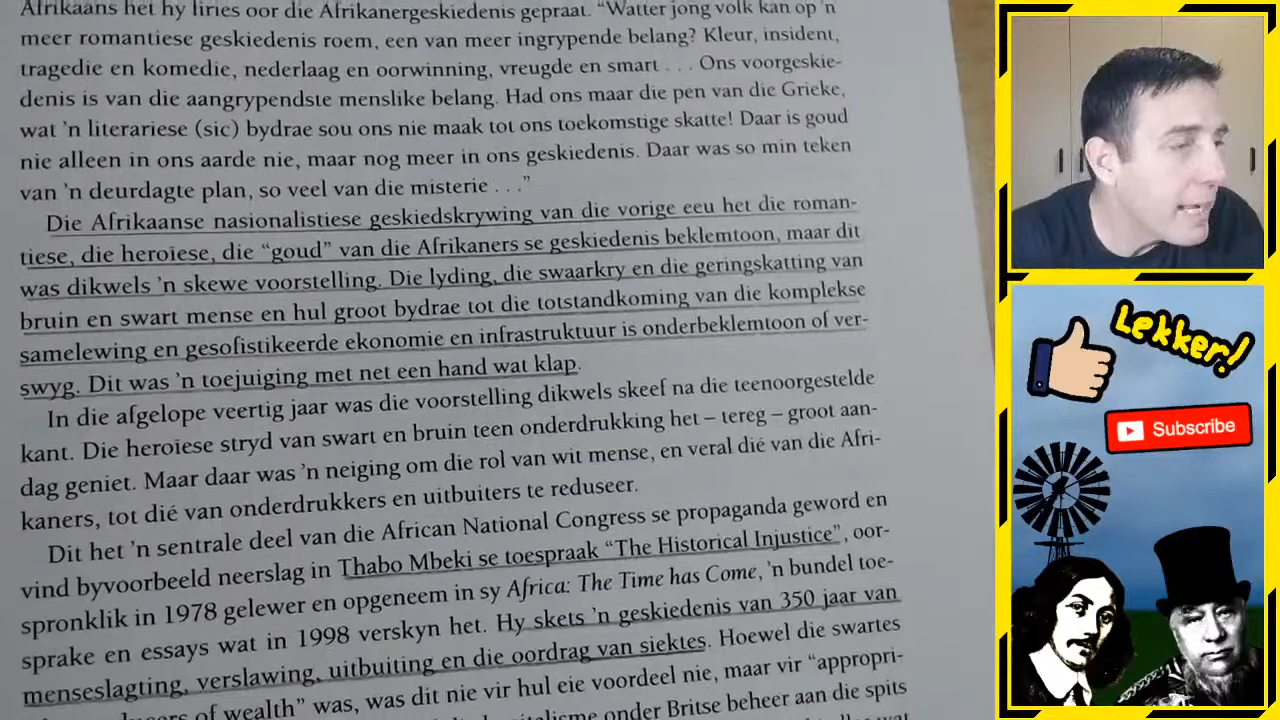 Afrikaans het hy liries oor die Afrikanergeskiedenis gepraat. “Watter jong volk kan op ’n
meer romantiese geskiedenis roem, een van meer ingrypende belang? Kleur, insident,
tragedie en komedie, nederlaag en oorwinning, vreugde en smart . . . Ons voorgeskie-
denis is van die aangrypendste menslike belang. Had ons maar die pen van die Grieke,
wat ’n literariese (sic) bydrae sou ons nie maak tot ons toekomstige skatte! Daar is goud
nie alleen in ons aarde nie, maar nog meer in ons geskiedenis. Daar was so min teken
van ’n deurdagte plan, so veel van die misterie . . .”
Die Afrikaanse nasionalistiese geskiedskrywing van die vorige eeu het die roman-
tiese, die heroïese, die “goud” van die Afrikaners se geskiedenis beklemtoon, maar dit
was dikwels ’n skewe voorstelling. Die lyding, die swaarkry en die geringskatting van
bruin en swart mense en hul groot bydrae tot die totstandkoming van die komplekse
samelewing en gesofistikeerde ekonomie en infrastruktuur is onderbeklemtoon of ver-
swyg. Dit was ’n toejuiging met net een hand wat klap.
In die afgelope veertig jaar was die voorstelling dikwels skeef na die teenoorgestelde
kant. Die heroïese stryd van swart en bruin teen onderdrukking het – tereg – groot aan-
dag geniet. Maar daar was ’n neiging om die rol van wit mense, en veral dié van die Afri-
kaners, tot dié van onderdrukkers en uitbuiters te reduseer.
Dit het ’n sentrale deel van die African National Congress se propaganda geword en
vind byvoorbeeld neerslag in Thabo Mbeki se toespraak “The Historical Injustice”, oor-
spronklik in 1978 gelewer en opgeneem in sy Africa: The Time has Come, ’n bundel toe-
sprake en essays wat in 1998 verskyn het. Hy skets ’n geskiedenis van 350 jaar van
menseslagting, verslawing, uitbuiting en die oordrag van siektes. Hoewel die swartes
of wealth” was, was dit nie vir hul eie voordeel nie, maar vir “appropri-
onder Britse beheer aan die spits
Lekker!
Subscribe